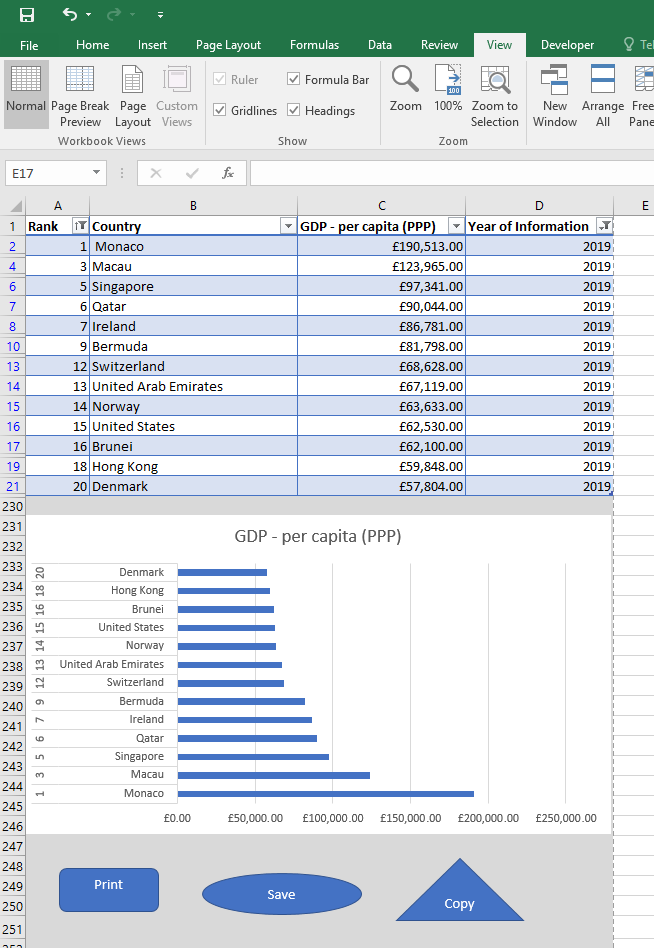 File Home Insert Page Layout Formulas Data Review View Developer
Normal Page Break Preview Page Layout Custom Views
Workbook Views
Ruler Formula Bar
Gridlines Headings
Show
Zoom 100% Zoom to Selection
Zoom
New Window Arrange All
100
E17 fx
A B C D E
1 Rank Country GDP - per capita (PPP) Year of Information
2 1 Monaco £190,513.00 2019
4 3 Macau £123,965.00 2019
6 5 Singapore £97,341.00 2019
7 6 Qatar £90,044.00 2019
8 7 Ireland £86,781.00 2019
10 9 Bermuda £81,798.00 2019
13 12 Switzerland £68,628.00 2019
14 13 United Arab Emirates £67,119.00 2019
15 14 Norway £63,633.00 2019
16 15 United States £62,530.00 2019
17 16 Brunei £62,100.00 2019
19 18 Hong Kong £59,848.00 2019
21 20 Denmark £57,804.00 2019
230
231
GDP - per capita (PPP)
232
233
20 Denmark
234
18 Hong Kong
235
16 Brunei
236
15 United States
237
14 Norway
238
13 United Arab Emirates
239
12 Switzerland
240
9 Bermuda
241
7 Ireland
242
6 Qatar
243
5 Singapore
244
3 Macau
245
1 Monaco
246
£0.00 £50,000.00 £100,000.00 £150,000.00 £200,000.00 £250,000.00
247
248
Print
249
Save
250
Copy
251